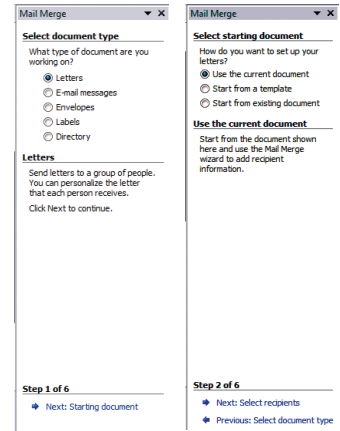 Mail Merge
Select document type
What type of document are you
working on?
Letters
E-mail messages
Envelopes
Labels
Directory
Letters
Send letters to a group of people.
You can personalize the letter
that each person receives.
Click Next to continue.
Step 1 of 6
Next: Starting document
Mail Merge
Select starting document
How do you want to set up your
letters?
Use the current document
Start from a template
Start from existing document
Use the current document
Start from the document shown
here and use the Mail Merge
wizard to add recipient
information.
Step 2 of 6
Next: Select recipients
Previous: Select document type